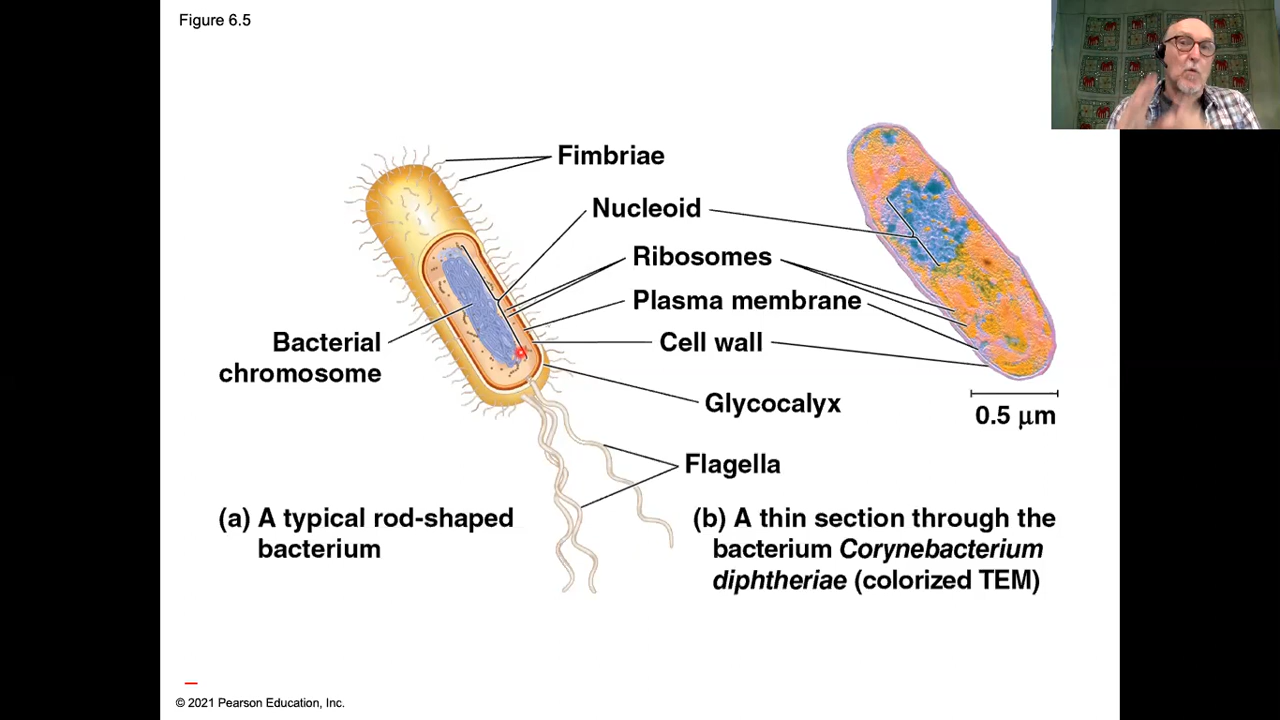 Figure 6.5
Fimbriae
Nucleoid
Ribosomes
Plasma membrane
Bacterial
chromosome
Cell wall
Glycocalyx
0.5 μm
Flagella
(a) A typical rod-shaped
bacterium
(b) A thin section through the
bacterium Corynebacterium
diphtheriae (colorized TEM)
© 2021 Pearson Education, Inc.